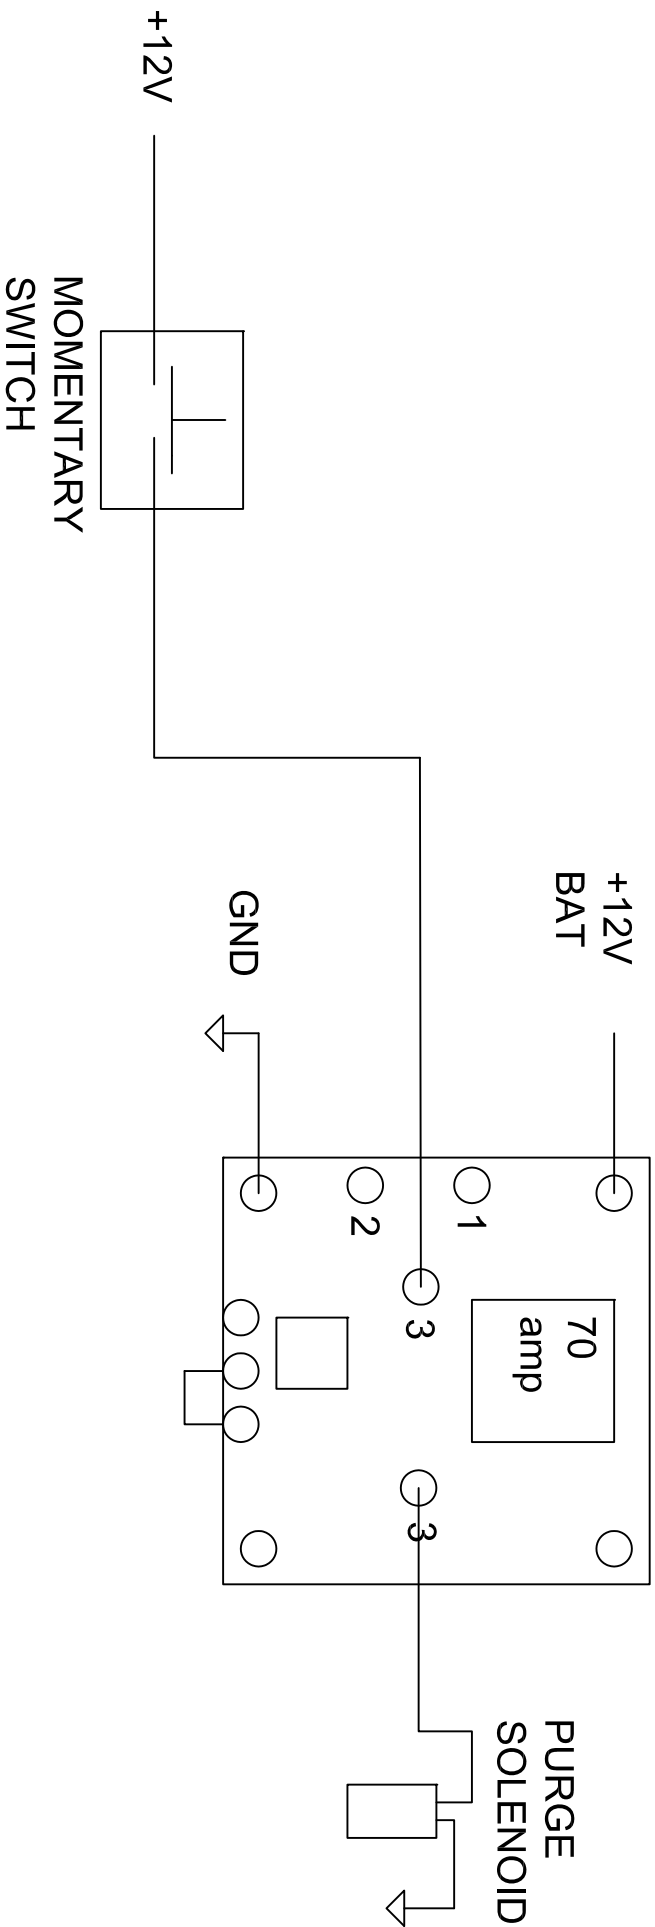 +12V
MOMENTARY
SWITCH
+12V
BAT
GND
1
2
3
70
amp
3
PURGE
SOLENOID